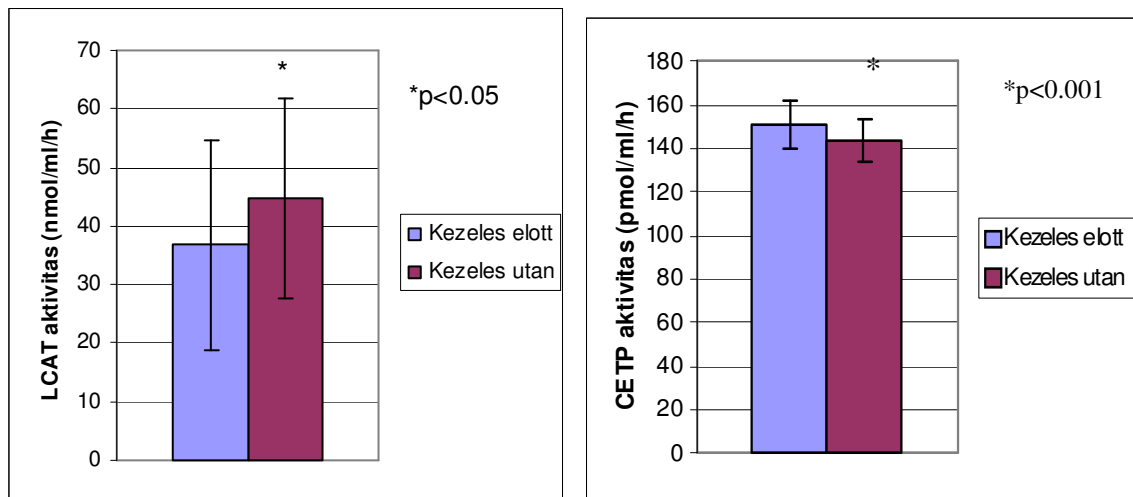 LCAT aktivitas (nmol/ml/h)
70
60
50
40
30
20
10
0
*
*p<0.05
Kezeles elott
Kezeles utan
CETP aktivitas (pmol/ml/h)
180
160
140
120
100
80
60
40
20
0
*
*p<0.001
Kezeles elott
Kezeles utan